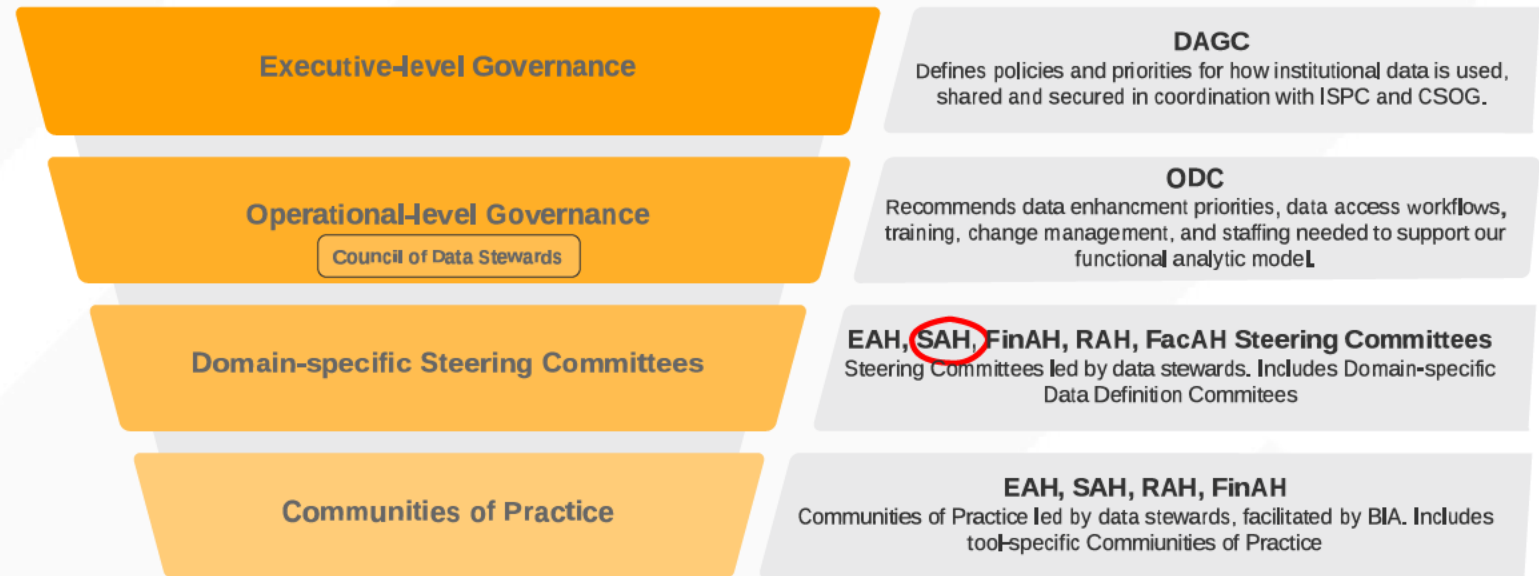 Executive-level Governance
DAGC
Defines policies and priorities for how institutional data is used,
shared and secured in coordination with ISPC and CSOG.
Operational-level Governance
Council of Data Stewards
ODC
Recommends data enhancment priorities, data access workflows,
training, change management, and staffing needed to support our
functional analytic model.
Domain-specific Steering Committees
EAH, SAH, FinAH, RAH, FacAH Steering Committees
Steering Committees led by data stewards. Includes Domain-specific
Data Definition Commitees
Communities of Practice
EAH, SAH, RAH, FinAH
Communities of Practice led by data stewards, facilitated by BIA. Includes
tool-specific Commiunities of Practice